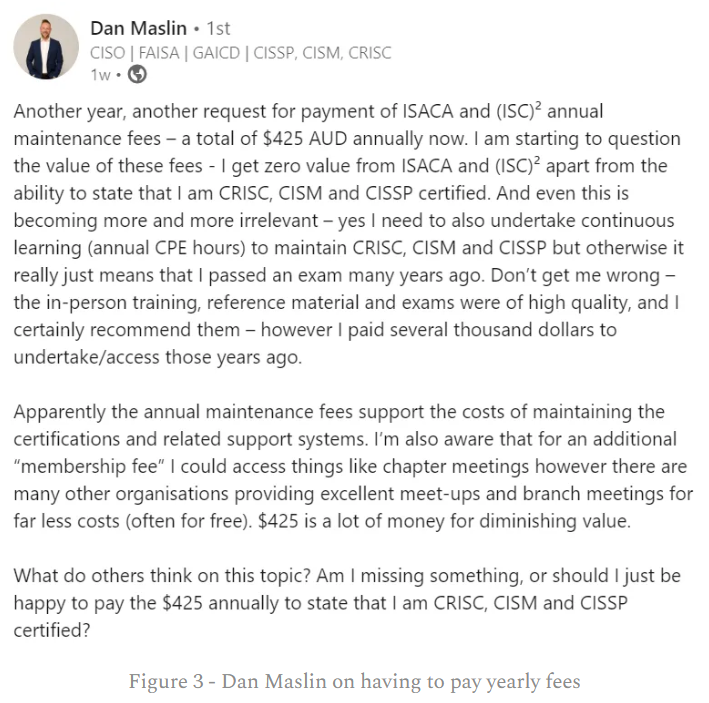 Dan Maslin • 1st
CISO | FAISA | GAICD | CISSP, CISM, CRISC
1w •
Another year, another request for payment of ISACA and (ISC)² annual
maintenance fees – a total of $425 AUD annually now. I am starting to question
the value of these fees - I get zero value from ISACA and (ISC)² apart from the
ability to state that I am CRISC, CISM and CISSP certified. And even this is
becoming more and more irrelevant – yes I need to also undertake continuous
learning (annual CPE hours) to maintain CRISC, CISM and CISSP but otherwise it
really just means that I passed an exam many years ago. Don’t get me wrong –
the in-person training, reference material and exams were of high quality, and I
certainly recommend them – however I paid several thousand dollars to
undertake/access those years ago.
Apparently the annual maintenance fees support the costs of maintaining the
certifications and related support systems. I’m also aware that for an additional
“membership fee” I could access things like chapter meetings however there are
many other organisations providing excellent meet-ups and branch meetings for
far less costs (often for free). $425 is a lot of money for diminishing value.
What do others think on this topic? Am I missing something, or should I just be
happy to pay the $425 annually to state that I am CRISC, CISM and CISSP
certified?
Figure 3 - Dan Maslin on having to pay yearly fees